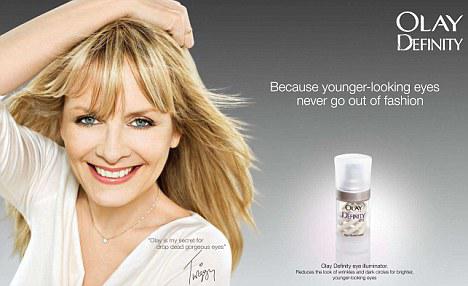 OLAY
DEFINITY
Because younger-looking eyes
never go out of fashion
"Olay is my secret for
drop dead gorgeous eyes"
Twiggy
OLAY
DEFINITY
Olay Definity eye illuminator.
Reduces the look of wrinkles and dark circles for brighter,
younger-looking eyes